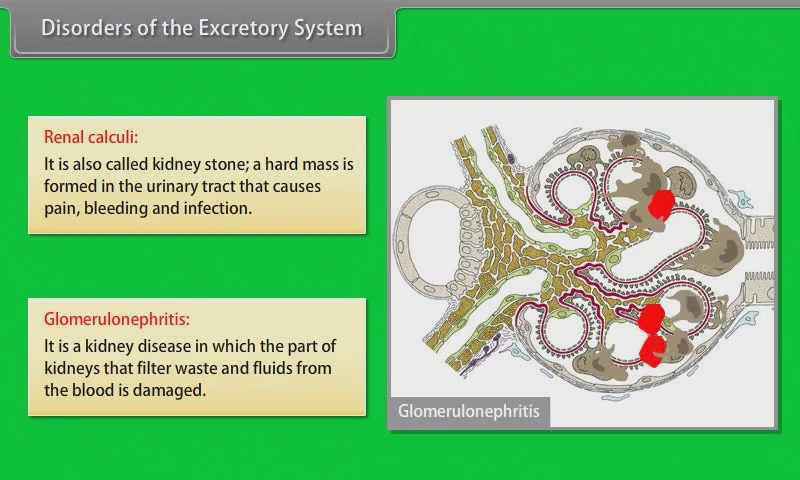 Disorders of the Excretory System
Renal calculi:
It is also called kidney stone; a hard mass is
formed in the urinary tract that causes
pain, bleeding and infection.
Glomerulonephritis:
It is a kidney disease in which the part of
kidneys that filter waste and fluids from
the blood is damaged.
Glomerulonephritis